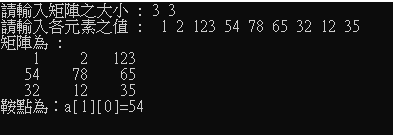 請輸入矩陣之大小 : 3 3
請輸入各元素之值 :  1 2 123 54 78 65 32 12 35
矩陣為 :
    1    2   123
   54   78    65
   32   12    35
鞍點為：a[1][0]=54